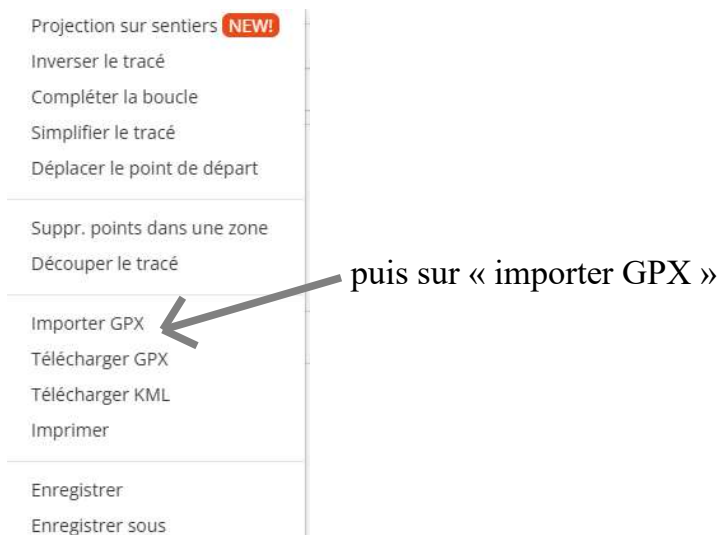 Projection sur sentiers NEW!
Inverser le tracé
Compléter la boucle
Simplifier le tracé
Déplacer le point de départ
Suppr. points dans une zone
Découper le tracé
puis sur « importer GPX »
Importer GPX
Télécharger GPX
Télécharger KML
Imprimer
Enregistrer
Enregistrer sous